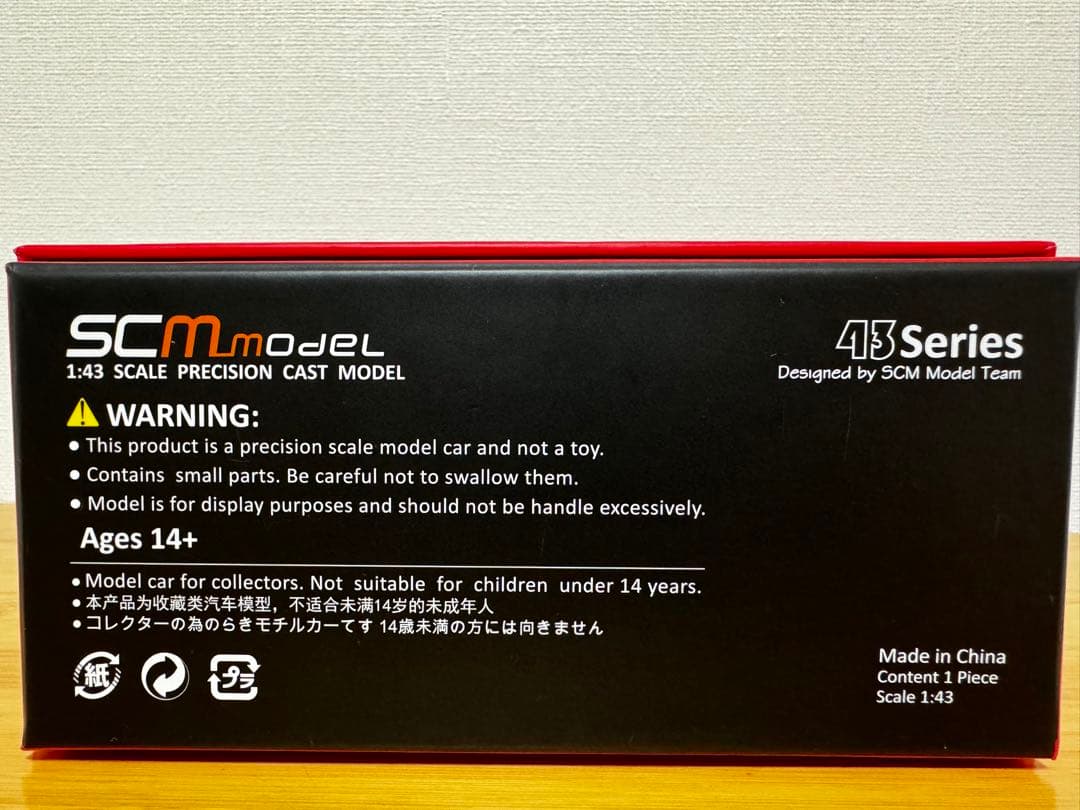 SCM model
1:43 SCALE PRECISION CAST MODEL
43 Series
Designed by SCM Model Team
WARNING:
● This product is a precision scale model car and not a toy.
● Contains small parts. Be careful not to swallow them.
● Model is for display purposes and should not be handle excessively.
Ages 14+
● Model car for collectors. Not suitable for children under 14 years.
● 本产品为收藏类汽车模型，不适合未满14岁的未成年人
● コレクターの為のらきモチルカーてす 14歳未満の方には向きません
紙
プラ
Made in China
Content 1 Piece
Scale 1:43